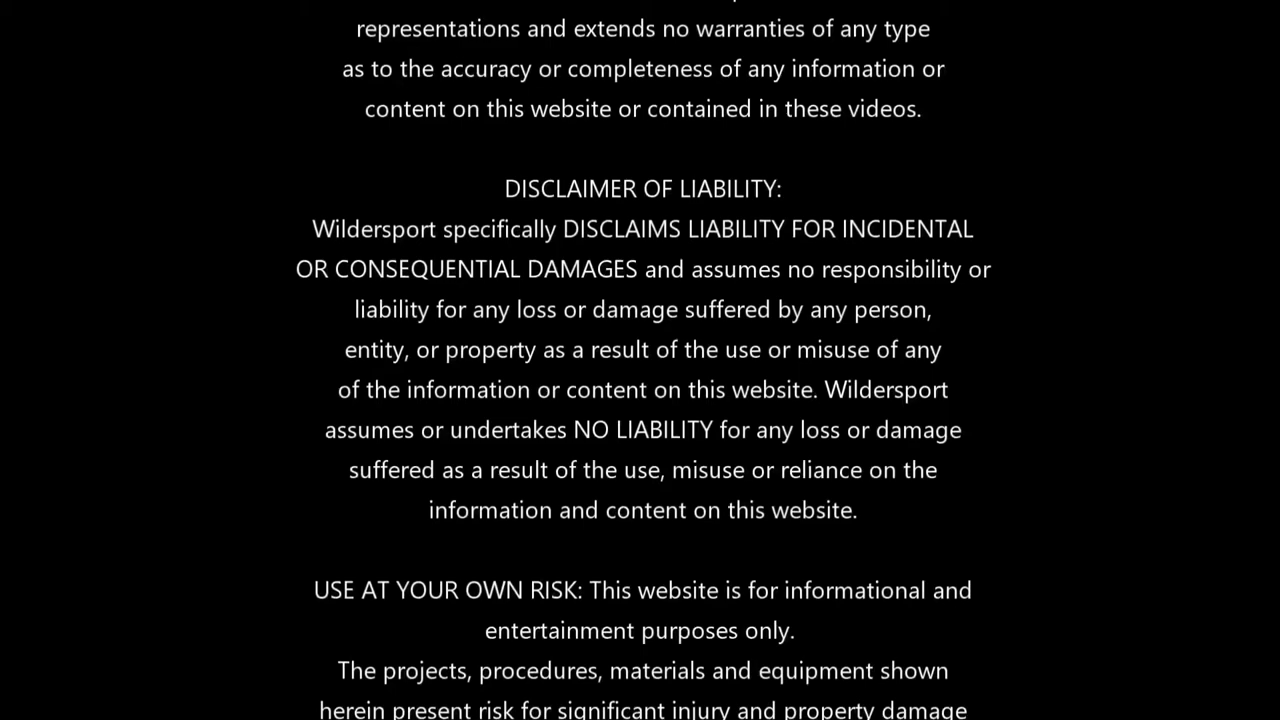 representations and extends no warranties of any type
as to the accuracy or completeness of any information or
content on this website or contained in these videos.
DISCLAIMER OF LIABILITY:
Wildersport specifically DISCLAIMS LIABILITY FOR INCIDENTAL
OR CONSEQUENTIAL DAMAGES and assumes no responsibility or
liability for any loss or damage suffered by any person,
entity, or property as a result of the use or misuse of any
of the information or content on this website. Wildersport
assumes or undertakes NO LIABILITY for any loss or damage
suffered as a result of the use, misuse or reliance on the
information and content on this website.
USE AT YOUR OWN RISK: This website is for informational and
entertainment purposes only.
The projects, procedures, materials and equipment shown
herein present risk for significant injury and property damage